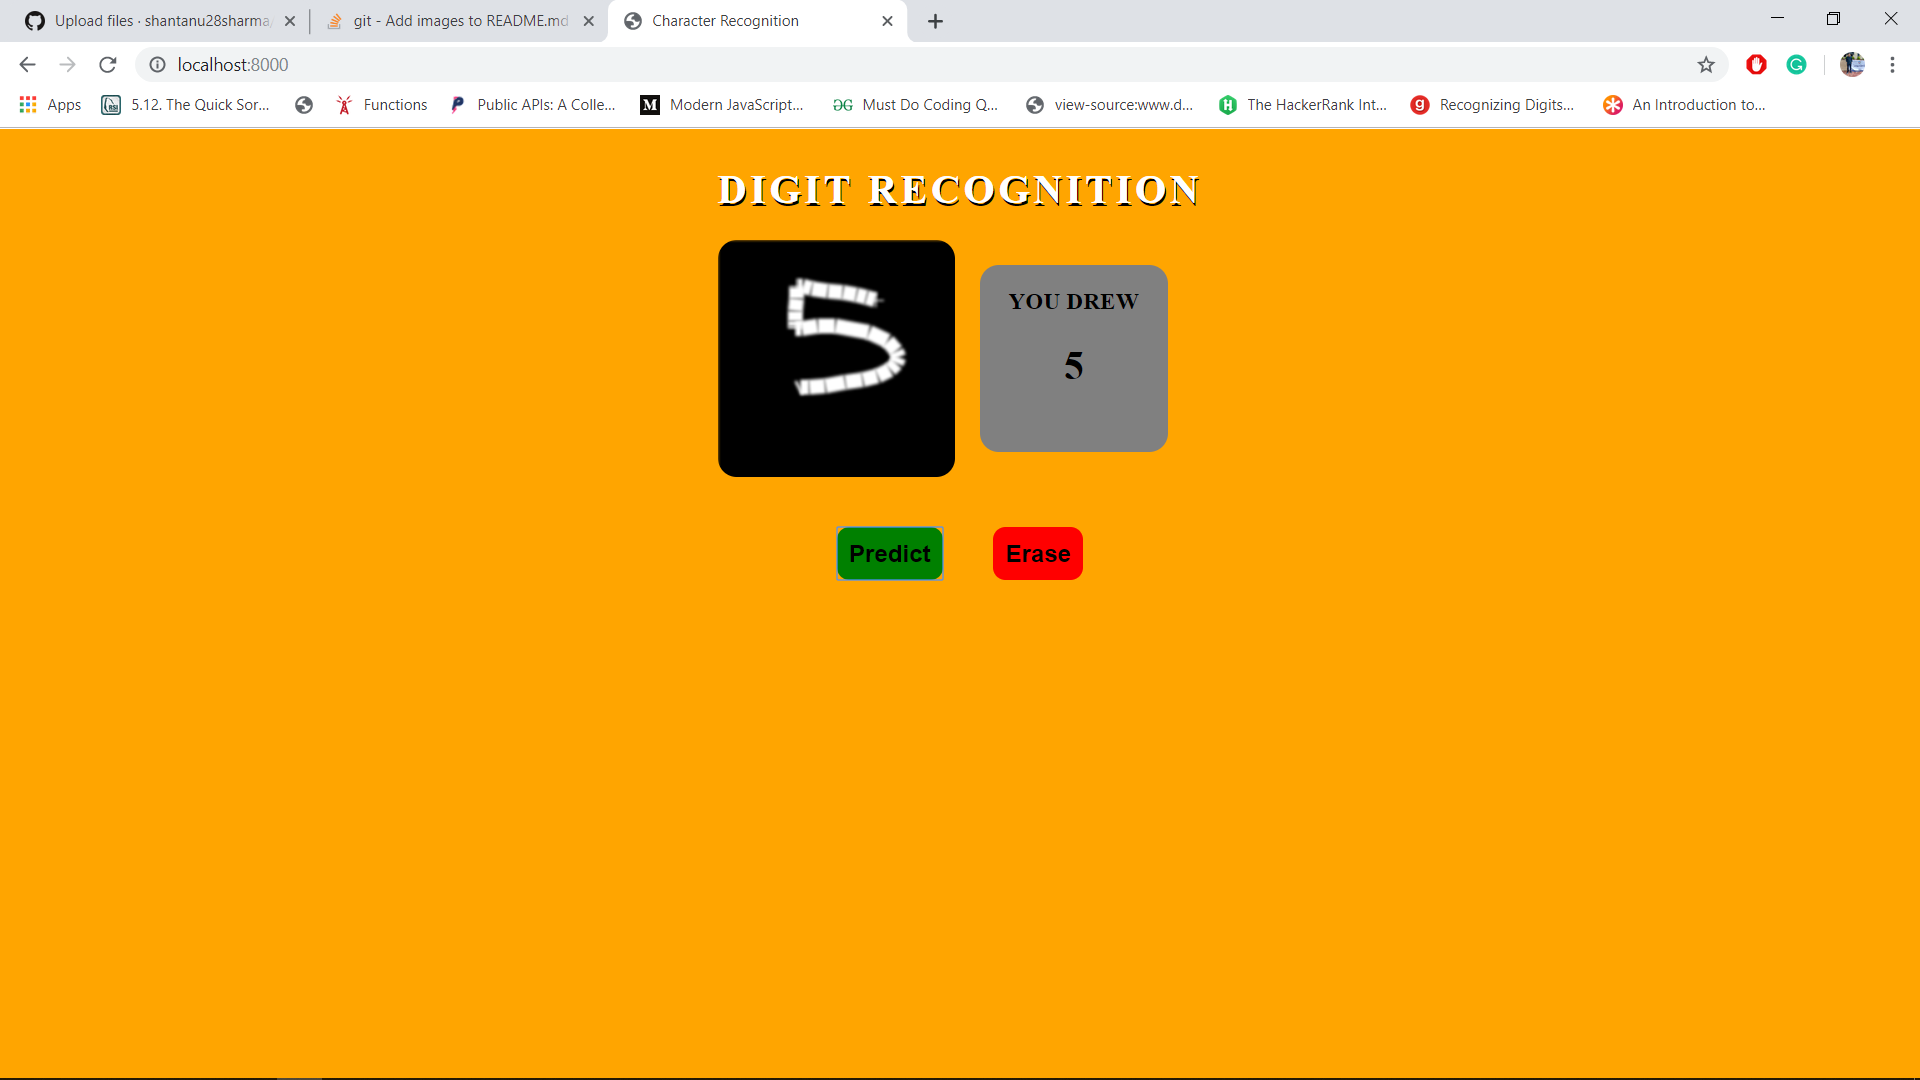 Upload files · shantanu28sharma/
git - Add images to README.md
Character Recognition
localhost:8000
Apps
5.12. The Quick Sor...
Functions
Public APIs: A Colle...
Modern JavaScript...
Must Do Coding Q...
view-source:www.d...
The HackerRank Int...
Recognizing Digits...
An Introduction to...
DIGIT RECOGNITION
5
YOU DREW
5
Predict
Erase